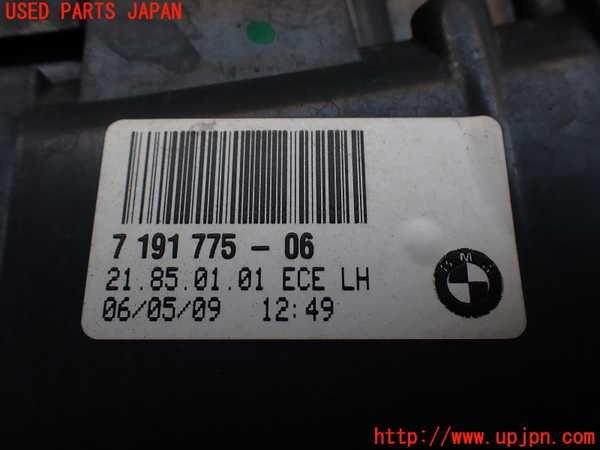 USED PARTS JAPAN
7 191 775 - 06
21.85.01.01 ECE LH
06/05/09 12:49
BMW
http://www.upjpn.com/